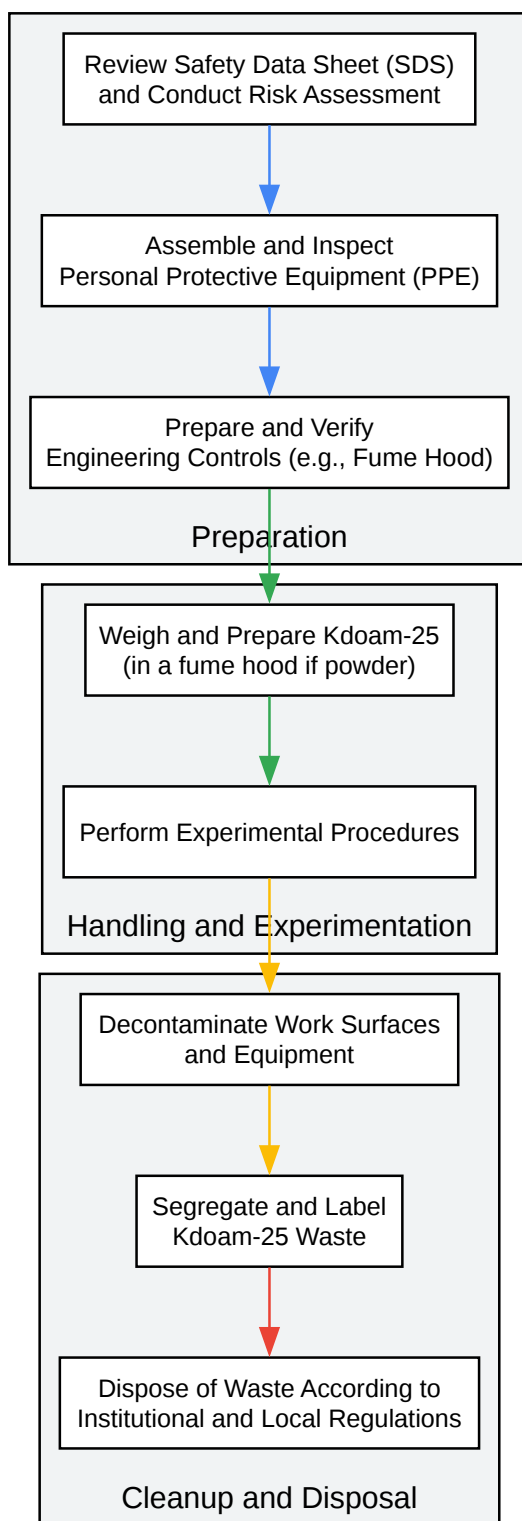 Review Safety Data Sheet (SDS)
and Conduct Risk Assessment
Assemble and Inspect
Personal Protective Equipment (PPE)
Prepare and Verify
Engineering Controls (e.g., Fume Hood)
Preparation
Weigh and Prepare Kdoam-25
(in a fume hood if powder)
Perform Experimental Procedures
Handling and Experimentation
Decontaminate Work Surfaces
and Equipment
Segregate and Label
Kdoam-25 Waste
Dispose of Waste According to
Institutional and Local Regulations
Cleanup and Disposal